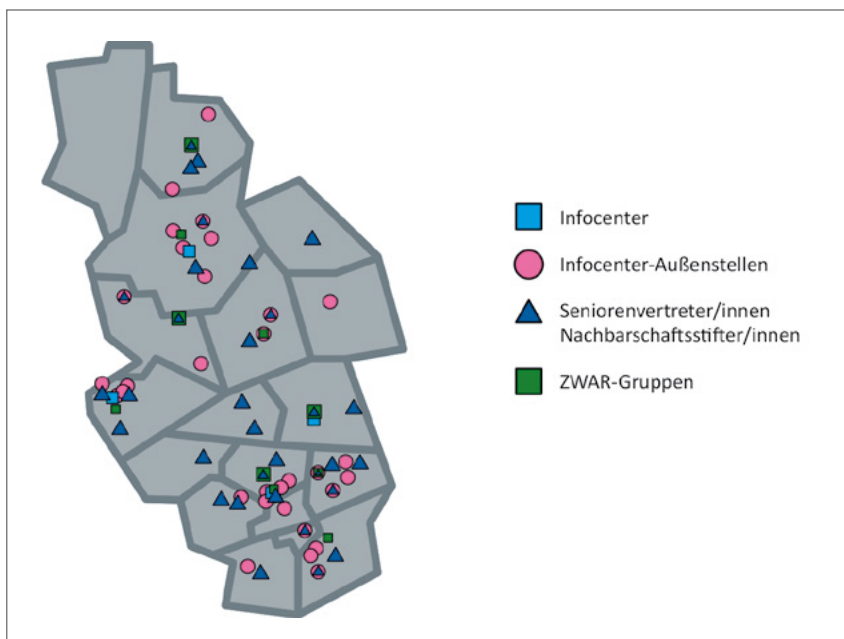 Infocenter
Infocenter-Außenstellen
Seniorenvertreter/innen
Nachbarschaftsstifter/innen
ZWAR-Gruppen